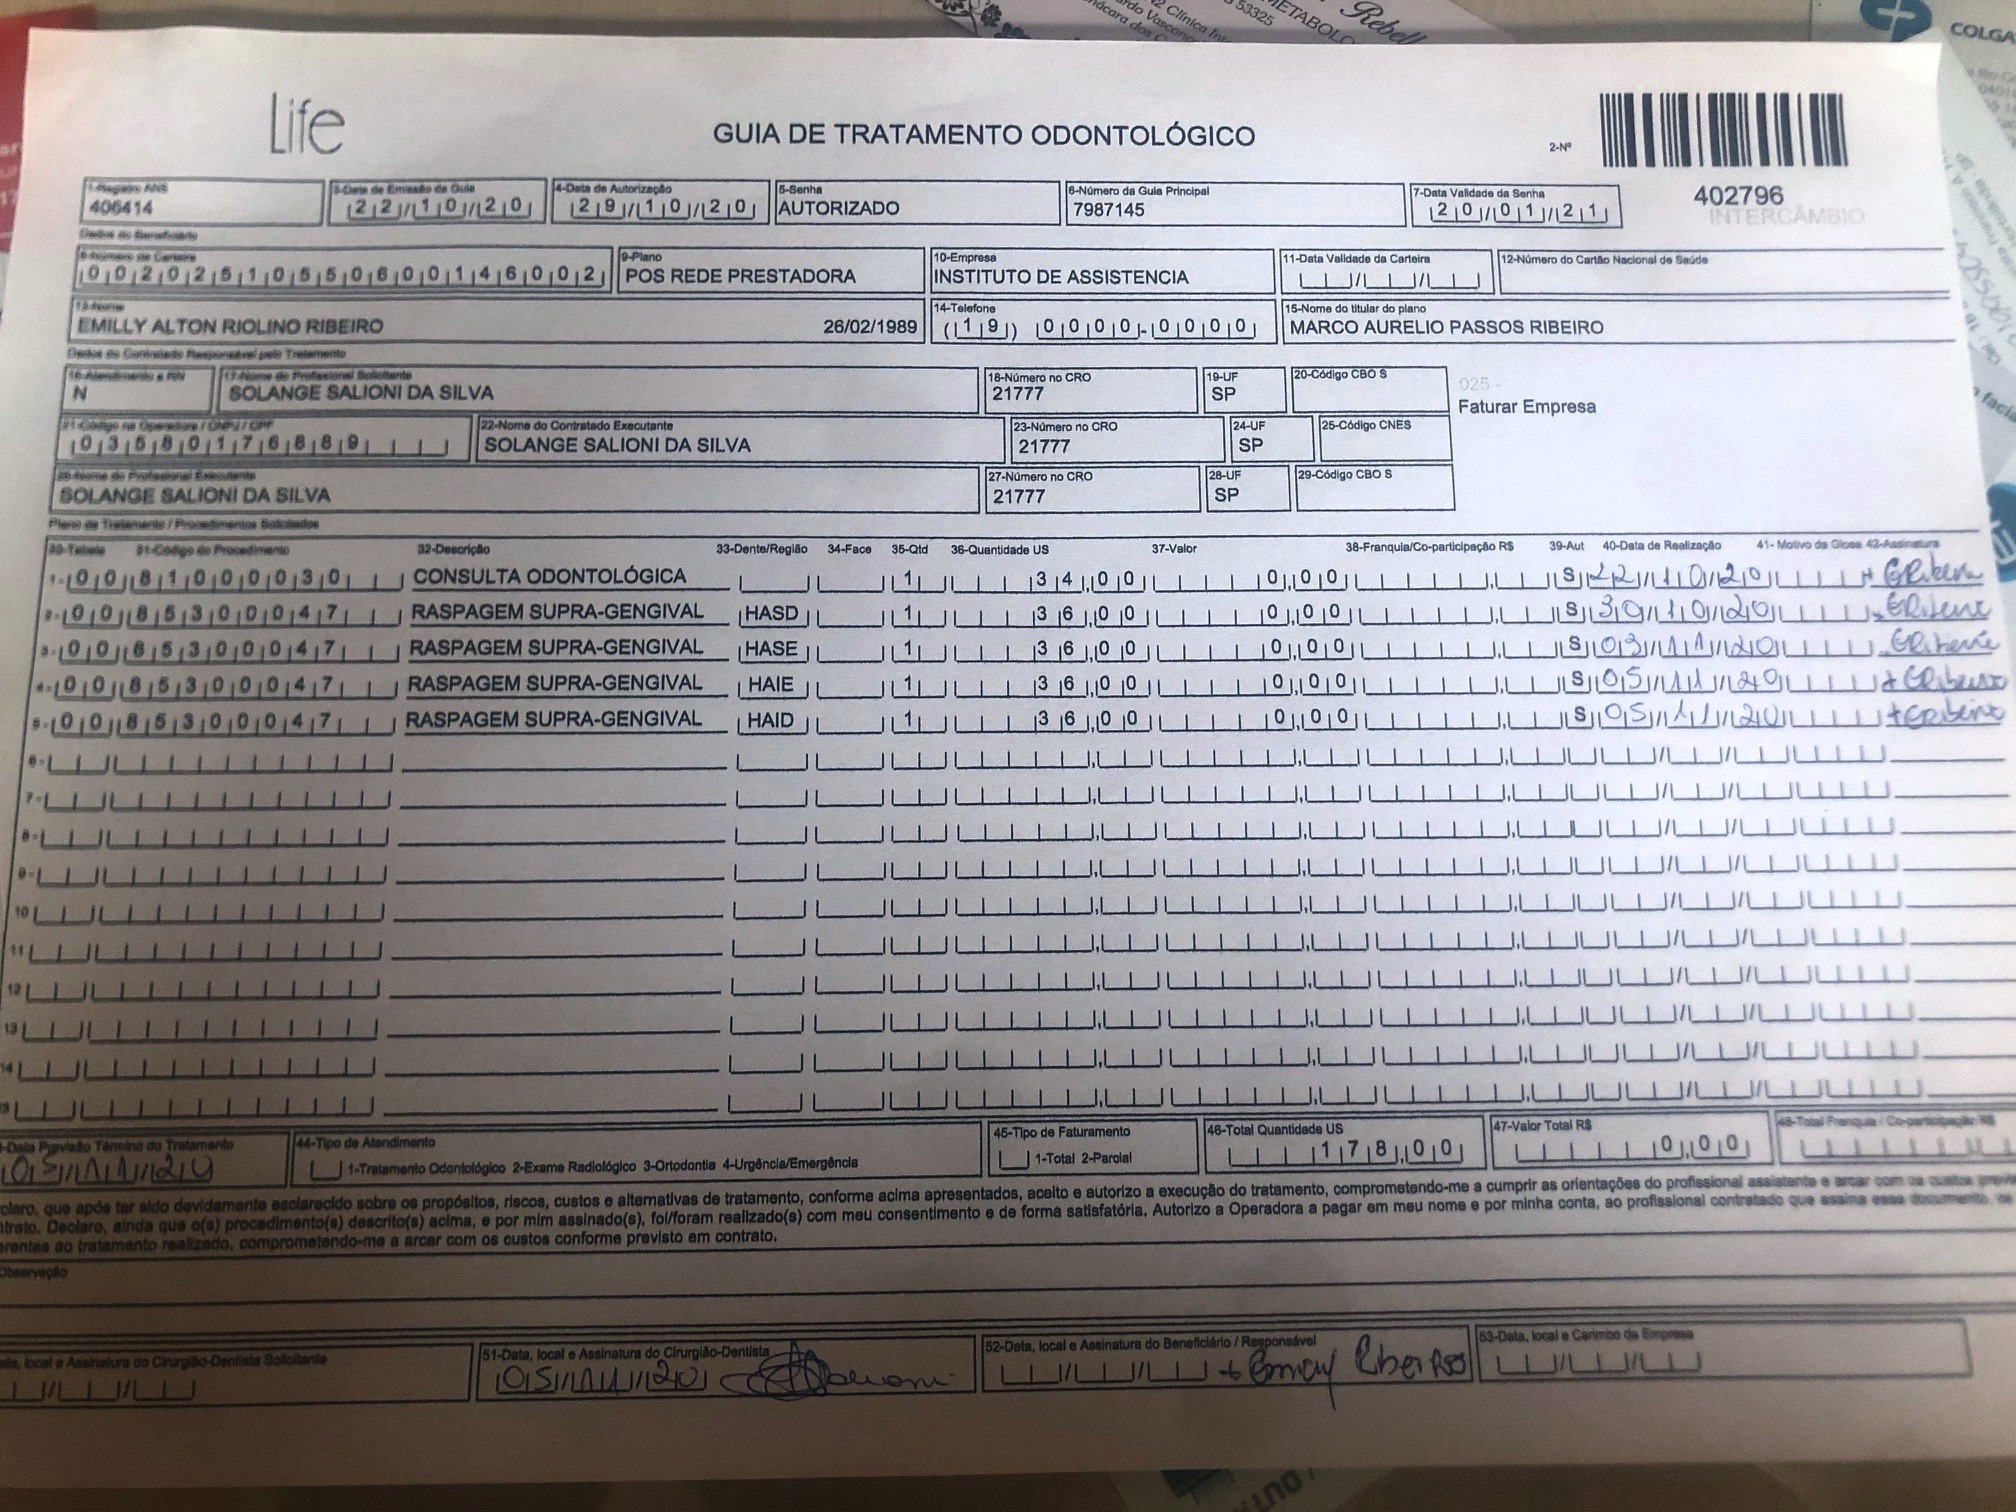 Rebell
METABOLO
53325
COLGA
Life
GUIA DE TRATAMENTO ODONTOLÓGICO
2-Nº
402796
INTERCÂMBIO
1-Registro ANS
406414
3-Data de Emissão da Guia
22/10/20
4-Data de Autorização
29/10/20
5-Senha
AUTORIZADO
6-Número da Guia Principal
7987145
7-Data Validade da Senha
20/01/21
Dados do Beneficiário
8-Número da Carteira
00202510550600146002
9-Plano
POS REDE PRESTADORA
10-Empresa
INSTITUTO DE ASSISTENCIA
11-Data Validade da Carteira
12-Número do Cartão Nacional de Saúde
13-Nome
EMILLY ALTON RIOLINO RIBEIRO 26/02/1989
14-Telefone
(19) 0000-0000
15-Nome do titular do plano
MARCO AURELIO PASSOS RIBEIRO
Dados do Contratado Responsável pelo Tratamento
16-Atendimento a RN
N
17-Nome do Profissional Solicitante
SOLANGE SALIONI DA SILVA
18-Número no CRO
21777
19-UF
SP
20-Código CBO S
025 -
Faturar Empresa
21-Código na Operadora / CNPJ / CPF
03580176889
22-Nome do Contratado Executante
SOLANGE SALIONI DA SILVA
23-Número no CRO
21777
24-UF
SP
25-Código CNES
26-Nome do Profissional Executante
SOLANGE SALIONI DA SILVA
27-Número no CRO
21777
28-UF
SP
29-Código CBO S
Plano de Tratamento / Procedimentos Solicitados
30-Tabela 31-Código do Procedimento 32-Descrição 33-Dente/Região 34-Face 35-Qtd 36-Quantidade US 37-Valor 38-Franquia/Co-participação R$ 39-Aut 40-Data de Realização 41- Motivo da Glosa 42-Assinatura
1- 00 81000030 CONSULTA ODONTOLÓGICA 1 34,00 0,00 S 22/10/20 + ERibeiro
2- 00 85300047 RASPAGEM SUPRA-GENGIVAL HASD 1 36,00 0,00 S 30/10/20 ERibeiro
3- 00 85300047 RASPAGEM SUPRA-GENGIVAL HASE 1 36,00 0,00 S 03/11/20 ERibeiro
4- 00 85300047 RASPAGEM SUPRA-GENGIVAL HAIE 1 36,00 0,00 S 05/11/20 + ERibeiro
5- 00 85300047 RASPAGEM SUPRA-GENGIVAL HAID 1 36,00 0,00 S 05/11/20 + ERibeiro
6-
7-
8-
9-
10
11
12
13
14
-Data Previsão Término do Tratamento
05/11/20
44-Tipo de Atendimento
1-Tratamento Odontológico 2-Exame Radiológico 3-Ortodontia 4-Urgência/Emergência
45-Tipo de Faturamento
1-Total 2-Parcial
46-Total Quantidade US
178,00
47-Valor Total R$
0,00
48-Total Franquia / Co-participação R$
claro, que após ter sido devidamente esclarecido sobre os propósitos, riscos, custos e alternativas de tratamento, conforme acima apresentados, aceito e autorizo a execução do tratamento, comprometendo-me a cumprir as orientações do profissional assistente e arcar com os custos
ntrato. Declaro, ainda que o(s) procedimento(s) descrito(s) acima, e por mim assinado(s), foi/foram realizado(s) com meu consentimento e de forma satisfatória. Autorizo a Operadora a pagar em meu nome e por minha conta, ao profissional contratado que assina esse documento,
rentes ao tratamento realizado, comprometendo-me a arcar com os custos conforme previsto em contrato.
Observação
ata, local e Assinatura do Cirurgião-Dentista Solicitante
51-Data, local e Assinatura do Cirurgião-Dentista
05/11/20
52-Data, local e Assinatura do Beneficiário / Responsável
53-Data, local e Carimbo da Empresa